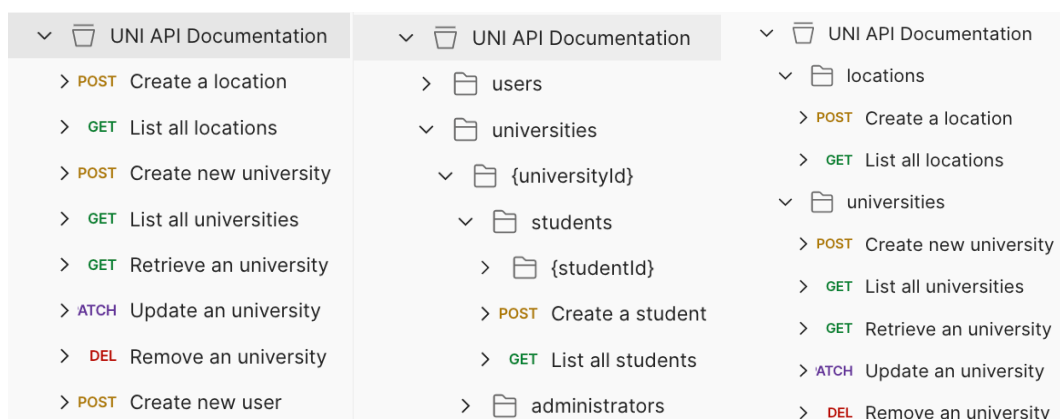 UNI API Documentation
POST Create a location
GET List all locations
POST Create new university
GET List all universities
GET Retrieve an university
PATCH Update an university
DEL Remove an university
POST Create new user
UNI API Documentation
users
universities
{universityId}
students
{studentId}
POST Create a student
GET List all students
administrators
UNI API Documentation
locations
POST Create a location
GET List all locations
universities
POST Create new university
GET List all universities
GET Retrieve an university
PATCH Update an university
DEL Remove an university